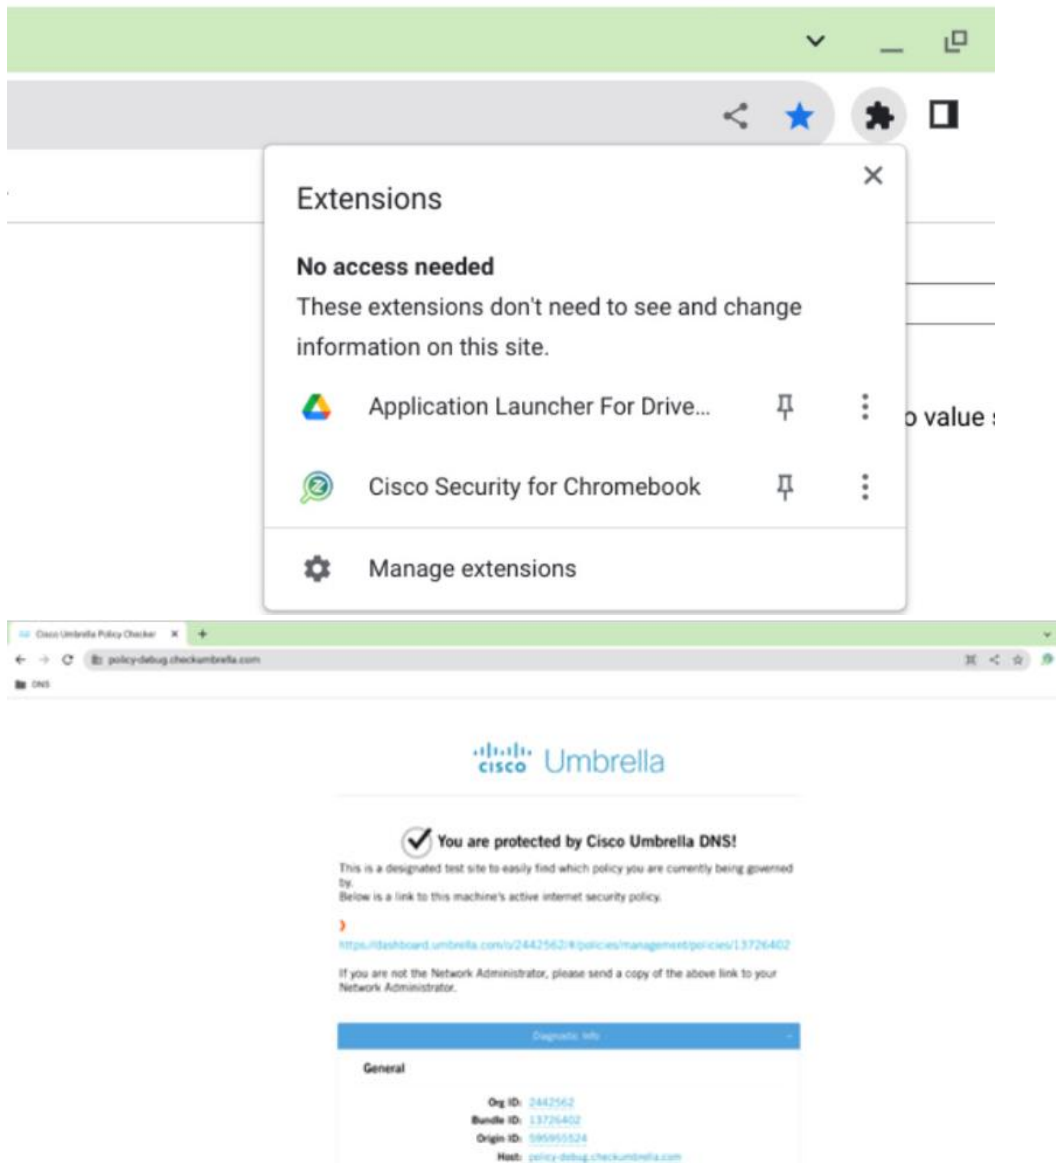 Extensions
No access needed
These extensions don't need to see and change
information on this site.
Application Launcher For Drive...
o value
Cisco Security for Chromebook
Manage extensions
Cisco Umbrella Policy Checker
policy-debug.checkumbrella.com
DNS
cisco Umbrella
You are protected by Cisco Umbrella DNS!
This is a designated test site to easily find which policy you are currently being governed
by.
Below is a link to this machine's active internet security policy.
https://dashboard.umbrella.com/o/2442562/#/policies/management/policies/13726402
If you are not the Network Administrator, please send a copy of the above link to your
Network Administrator.
Diagnostic Info
General
Org ID: 2442562
Bundle ID: 13726402
Origin ID: 595955524
Host: policy-debug.checkumbrella.com